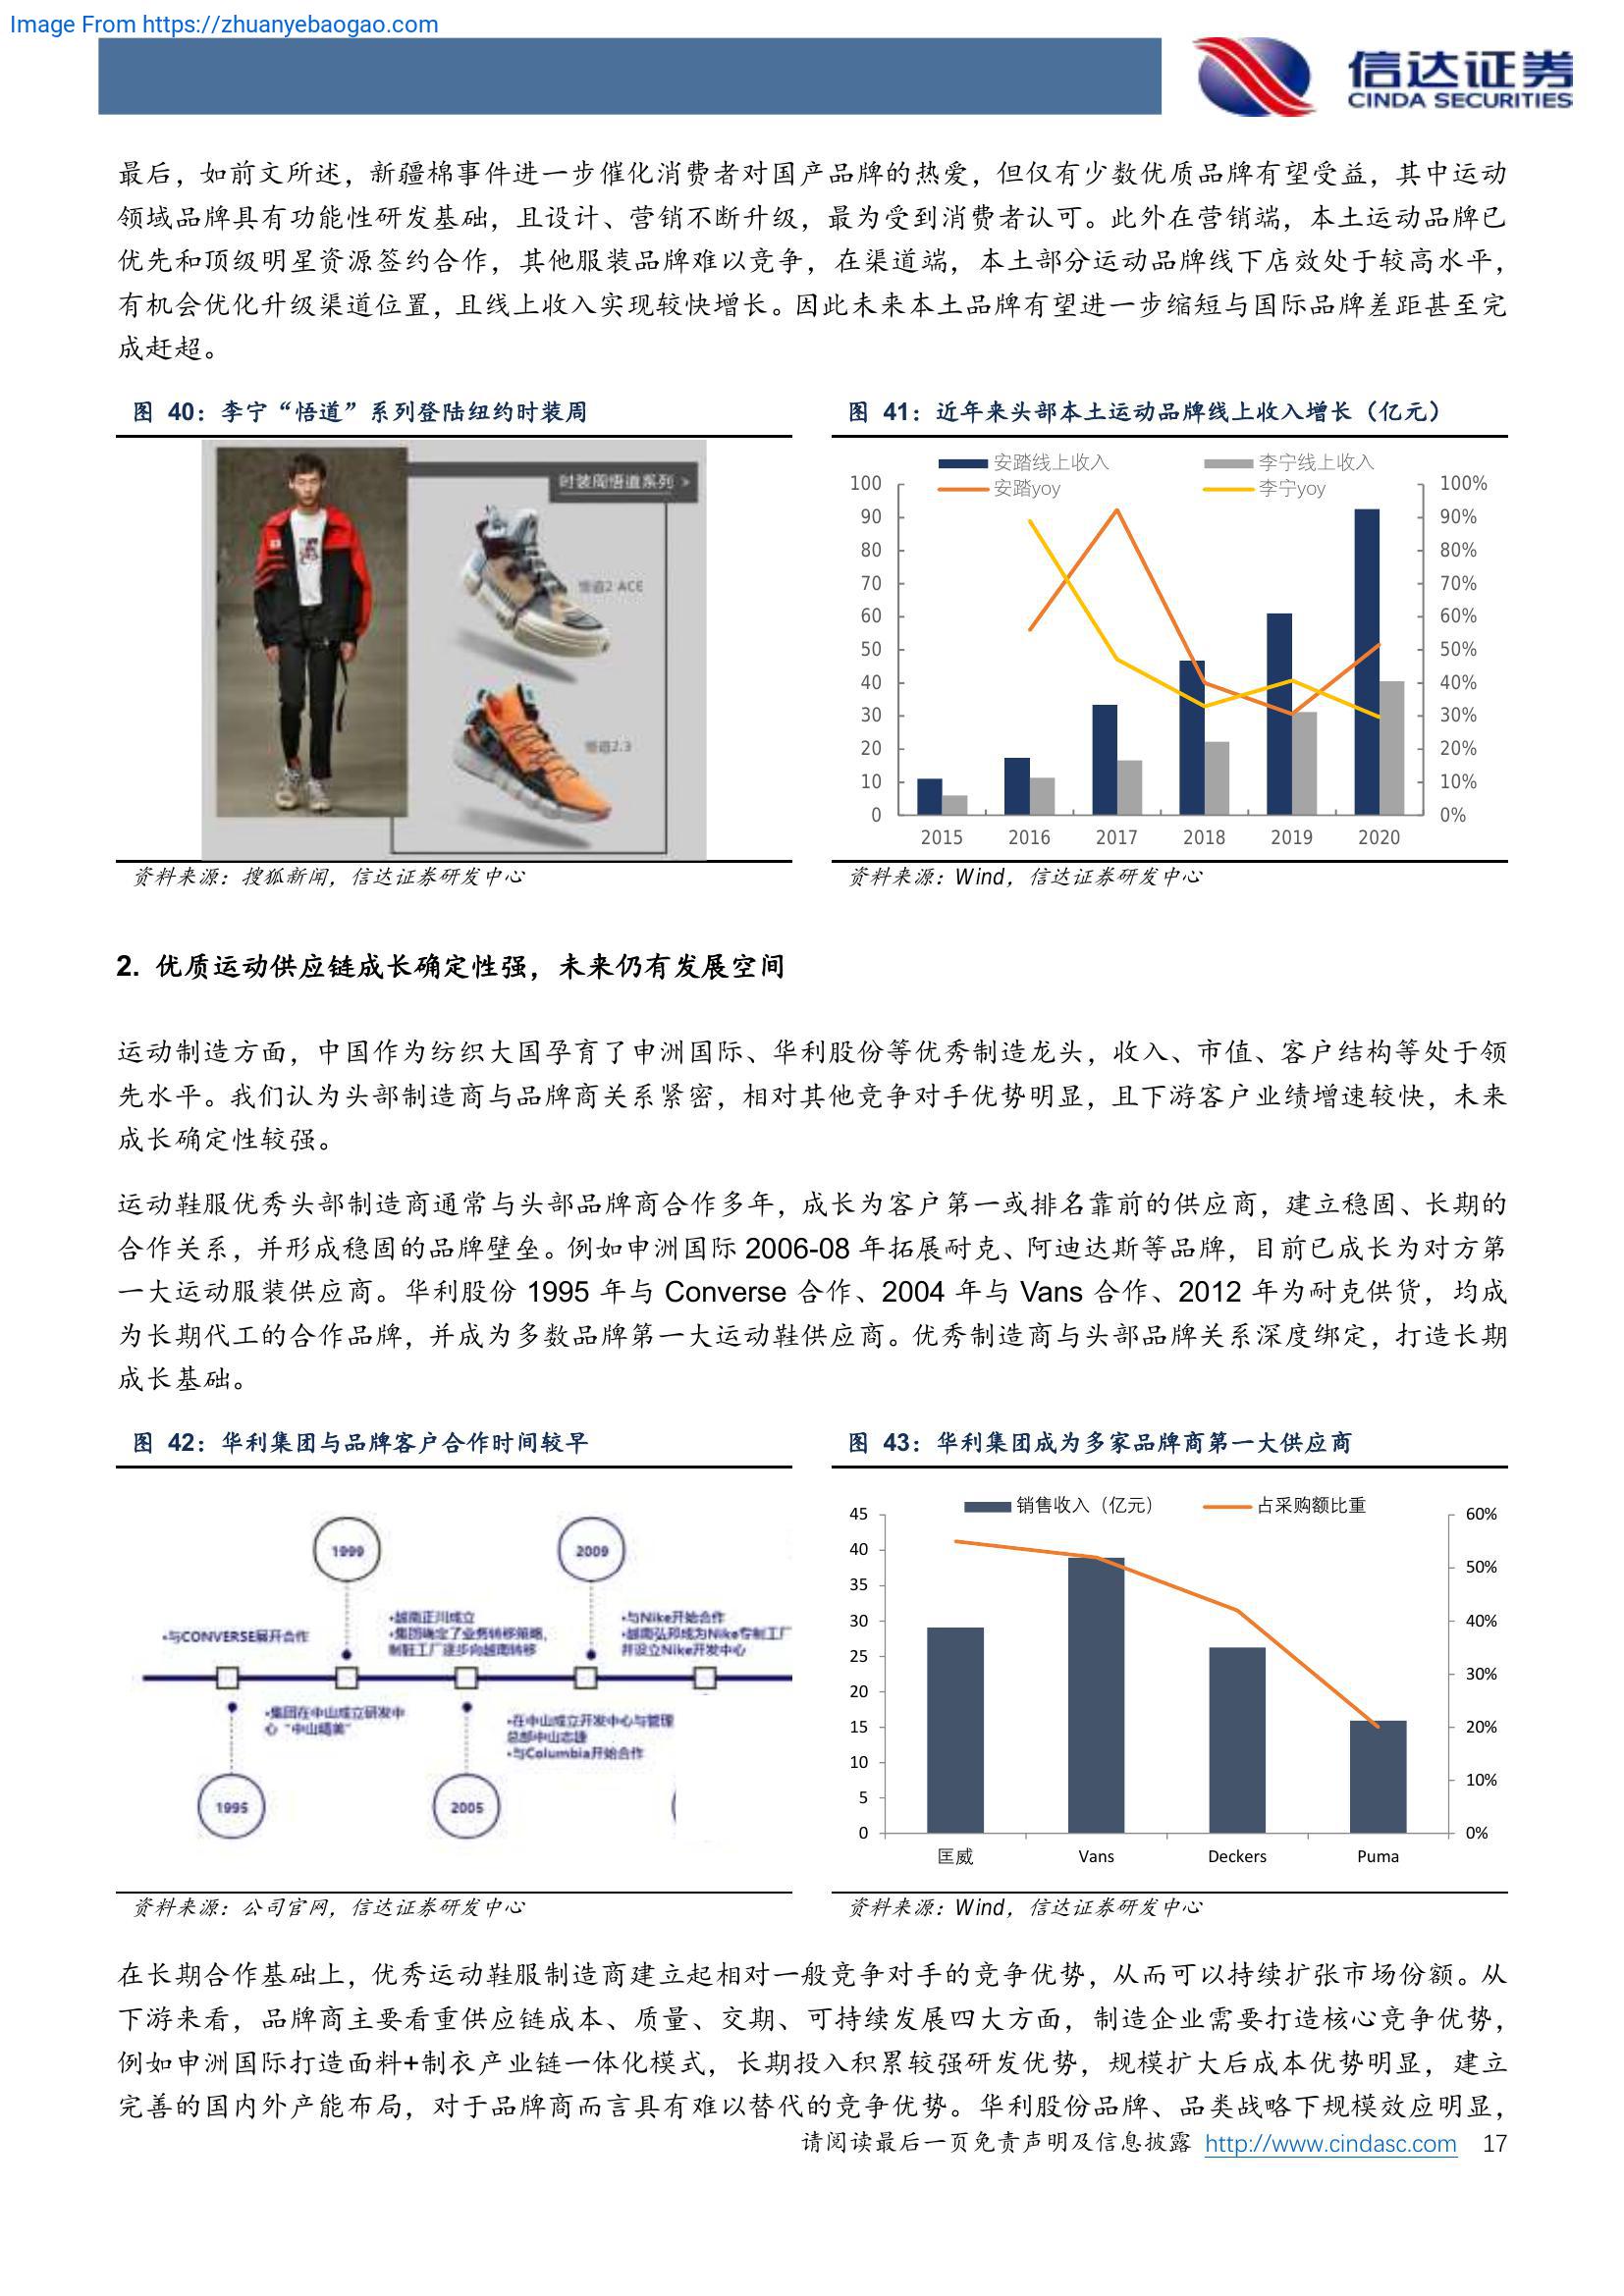 Image From https://zhuanyebaogao.com
信达证券
CINDA SECURITIES
最后，如前文所述，新疆棉事件进一步催化消费者对国产品牌的热爱，但仅有少数优质品牌有望受益，其中运动
领域品牌具有功能性研发基础，且设计、营销不断升级，最为受到消费者认可。此外在营销端，本土运动品牌已
优先和顶级明星资源签约合作，其他服装品牌难以竞争，在渠道端，本土部分运动品牌线下店效处于较高水平，
有机会优化升级渠道位置，且线上收入实现较快增长。因此未来本土品牌有望进一步缩短与国际品牌差距甚至完
成赶超。
图 40：李宁“悟道”系列登陆纽约时装周
时装周悟道系列 >
悟道2 ACE
悟道2.3
资料来源：搜狐新闻，信达证券研发中心
图 41：近年来头部本土运动品牌线上收入增长（亿元）
安踏线上收入 李宁线上收入
安踏yoy 李宁yoy
100 100%
90 90%
80 80%
70 70%
60 60%
50 50%
40 40%
30 30%
20 20%
10 10%
0 0%
2015 2016 2017 2018 2019 2020
资料来源：Wind，信达证券研发中心
2. 优质运动供应链成长确定性强，未来仍有发展空间
运动制造方面，中国作为纺织大国孕育了申洲国际、华利股份等优秀制造龙头，收入、市值、客户结构等处于领
先水平。我们认为头部制造商与品牌商关系紧密，相对其他竞争对手优势明显，且下游客户业绩增速较快，未来
成长确定性较强。
运动鞋服优秀头部制造商通常与头部品牌商合作多年，成长为客户第一或排名靠前的供应商，建立稳固、长期的
合作关系，并形成稳固的品牌壁垒。例如申洲国际 2006-08 年拓展耐克、阿迪达斯等品牌，目前已成长为对方第
一大运动服装供应商。华利股份 1995 年与 Converse 合作、2004 年与 Vans 合作、2012 年为耐克供货，均成
为长期代工的合作品牌，并成为多数品牌第一大运动鞋供应商。优秀制造商与头部品牌关系深度绑定，打造长期
成长基础。
图 42：华利集团与品牌客户合作时间较早
1999 2009
•与CONVERSE展开合作
•越南正川成立
•集团确定了业务转移策略，
制鞋工厂逐步向越南转移
•与Nike开始合作
•越南弘邦成为Nike专制工厂
并设立Nike开发中心
•集团在中山成立研发中
心“中山精美”
•在中山成立开发中心与管理
总部中山志捷
•与Columbia开始合作
1995 2005
资料来源：公司官网，信达证券研发中心
图 43：华利集团成为多家品牌商第一大供应商
销售收入（亿元） 占采购额比重
45 60%
40 50%
35
30 40%
25 30%
20
15 20%
10 10%
5
0 0%
匡威 Vans Deckers Puma
资料来源：Wind，信达证券研发中心
在长期合作基础上，优秀运动鞋服制造商建立起相对一般竞争对手的竞争优势，从而可以持续扩张市场份额。从
下游来看，品牌商主要看重供应链成本、质量、交期、可持续发展四大方面，制造企业需要打造核心竞争优势，
例如申洲国际打造面料+制衣产业链一体化模式，长期投入积累较强研发优势，规模扩大后成本优势明显，建立
完善的国内外产能布局，对于品牌商而言具有难以替代的竞争优势。华利股份品牌、品类战略下规模效应明显，
请阅读最后一页免责声明及信息披露 http://www.cindasc.com 17